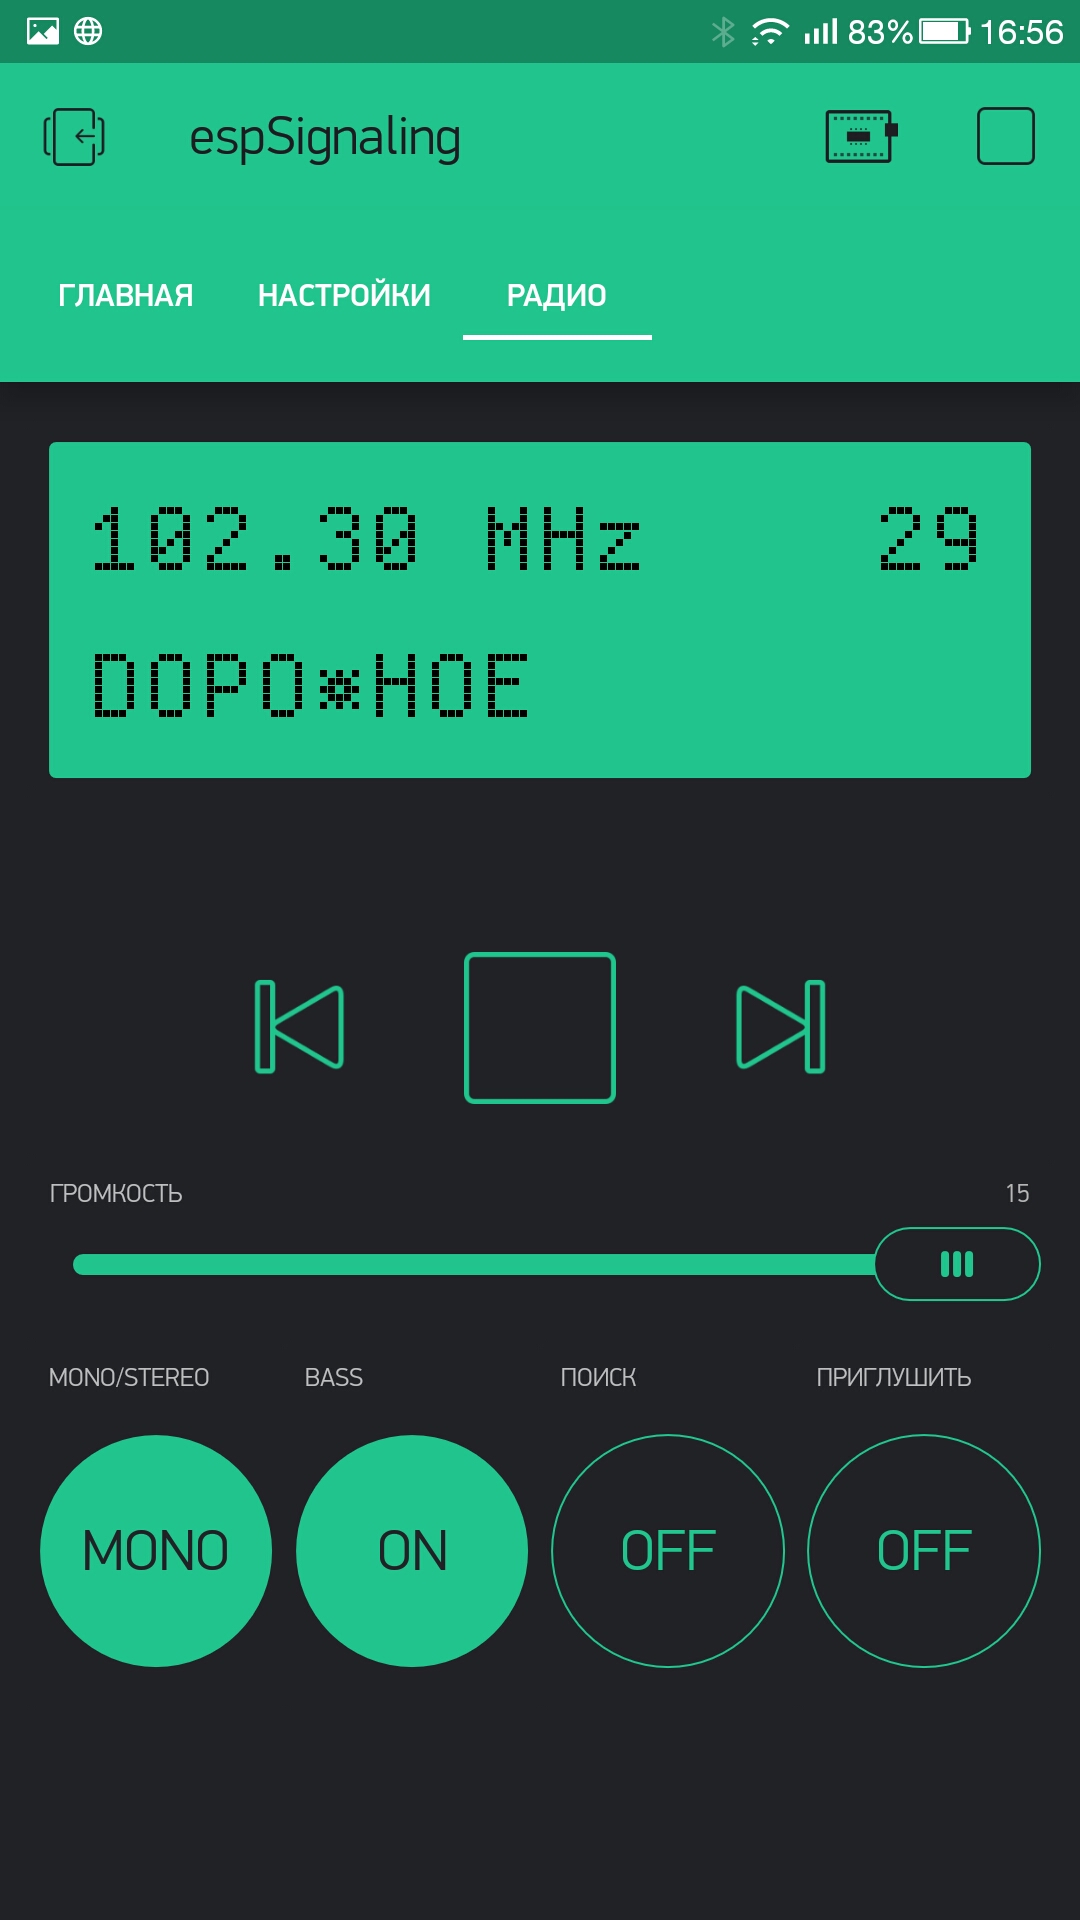 83% 16:56
espSignaling
ГЛАВНАЯ НАСТРОЙКИ РАДИО
102.30 MHz 29
DOPO*HOE
ГРОМКОСТЬ 15
MONO/STEREO BASS ПОИСК ПРИГЛУШИТЬ
MONO ON OFF OFF